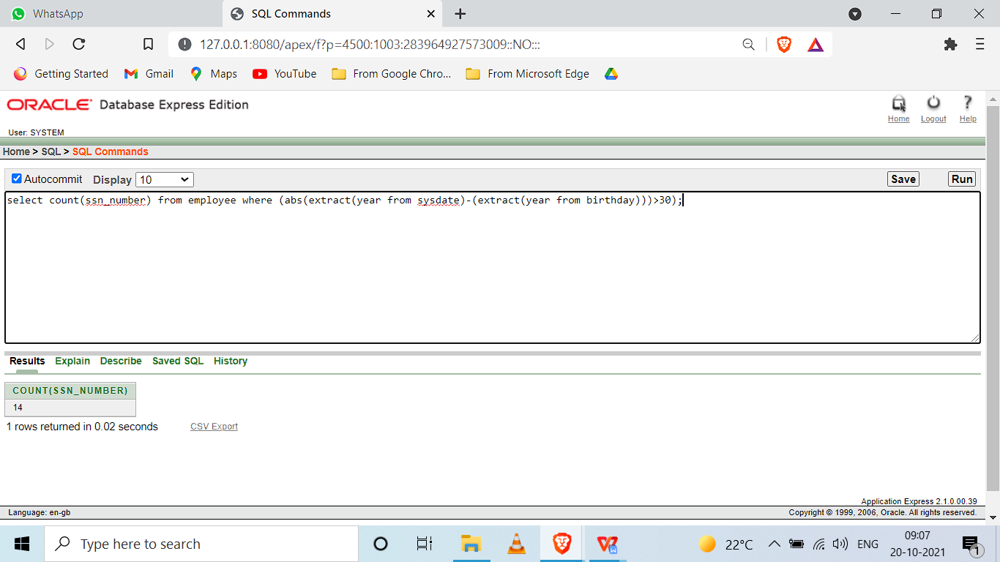 WhatsApp
SQL Commands
127.0.0.1:8080/apex/f?p=4500:1003:283964927573009::NO:::
Getting Started Gmail Maps YouTube From Google Chro... From Microsoft Edge
ORACLE Database Express Edition
Home Logout Help
User: SYSTEM
Home > SQL > SQL Commands
Autocommit Display 10 Save Run
select count(ssn_number) from employee where (abs(extract(year from sysdate)-(extract(year from birthday)))>30);
Results Explain Describe Saved SQL History
COUNT(SSN_NUMBER)
14
1 rows returned in 0.02 seconds CSV Export
Application Express 2.1.0.00.39
Language: en-gb Copyright © 1999, 2006, Oracle. All rights reserved.
Type here to search 22°C ENG 09:07
20-10-2021 1